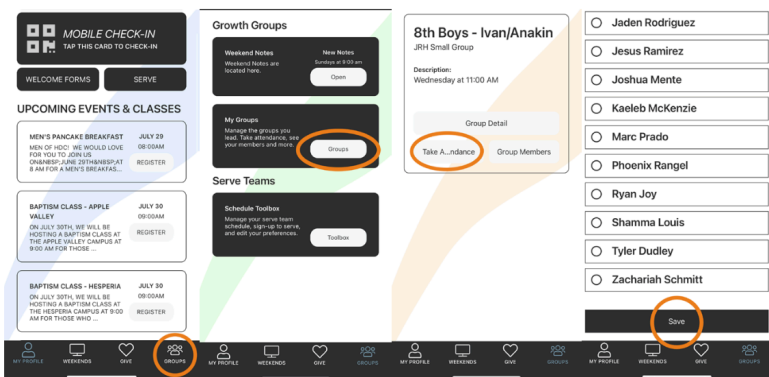 MOBILE CHECK-IN
TAP THIS CARD TO CHECK-IN
WELCOME FORMS
SERVE
UPCOMING EVENTS & CLASSES
MEN'S PANCAKE BREAKFAST
JULY 29
08:00AM
MEN OF HDC! WE WOULD LOVE
FOR YOU TO JOIN US
ON&NBSP;JUNE 29TH&NBSP;AT
8 AM FOR A MEN'S BREAKFAS...
REGISTER
BAPTISM CLASS - APPLE
VALLEY
JULY 30
09:00AM
ON JULY 30TH, WE WILL BE
HOSTING A BAPTISM CLASS AT
THE APPLE VALLEY CAMPUS AT
9:00 AM FOR THOSE ...
REGISTER
BAPTISM CLASS - HESPERIA
JULY 30
09:00AM
ON JULY 30TH, WE WILL BE
HOSTING A BAPTISM CLASS AT
THE HESPERIA CAMPUS AT 9:00
AM FOR THOSE WHO ...
REGISTER
MY PROFILE
WEEKENDS
GIVE
GROUPS
Growth Groups
Weekend Notes
Weekend Notes are
located here.
New Notes
Sundays at 9:00 am
Open
My Groups
Manage the groups you
lead. Take attendance, see
your members and more.
Groups
Serve Teams
Schedule Toolbox
Manage your serve team
schedule, sign-up to serve,
and edit your preferences.
Toolbox
MY PROFILE
WEEKENDS
GIVE
GROUPS
8th Boys - Ivan/Anakin
JRH Small Group
Description:
Wednesday at 11:00 AM
Group Detail
Take A...ndance
Group Members
MY PROFILE
WEEKENDS
GIVE
GROUPS
Jaden Rodriguez
Jesus Ramirez
Joshua Mente
Kaeleb McKenzie
Marc Prado
Phoenix Rangel
Ryan Joy
Shamma Louis
Tyler Dudley
Zachariah Schmitt
Save
MY PROFILE
WEEKENDS
GIVE
GROUPS